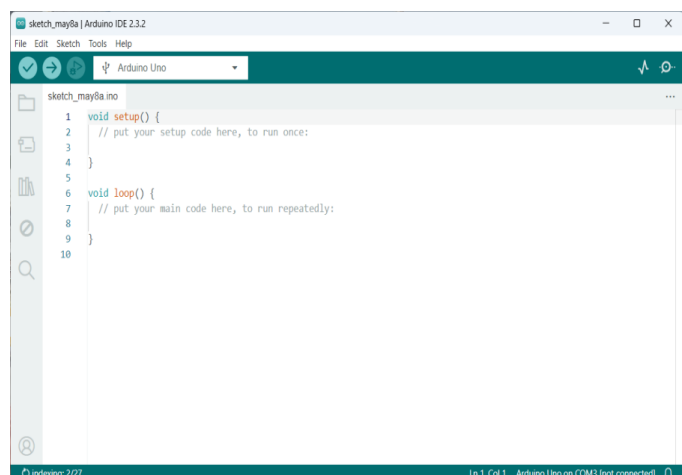 sketch_may8a | Arduino IDE 2.3.2
File Edit Sketch Tools Help
Arduino Uno
sketch_may8a.ino
1 void setup() {
2 // put your setup code here, to run once:
3
4 }
5
6 void loop() {
7 // put your main code here, to run repeatedly:
8
9 }
10
indexing: 2/27 Ln 1, Col 1 Arduino Uno on COM3 [not connected]